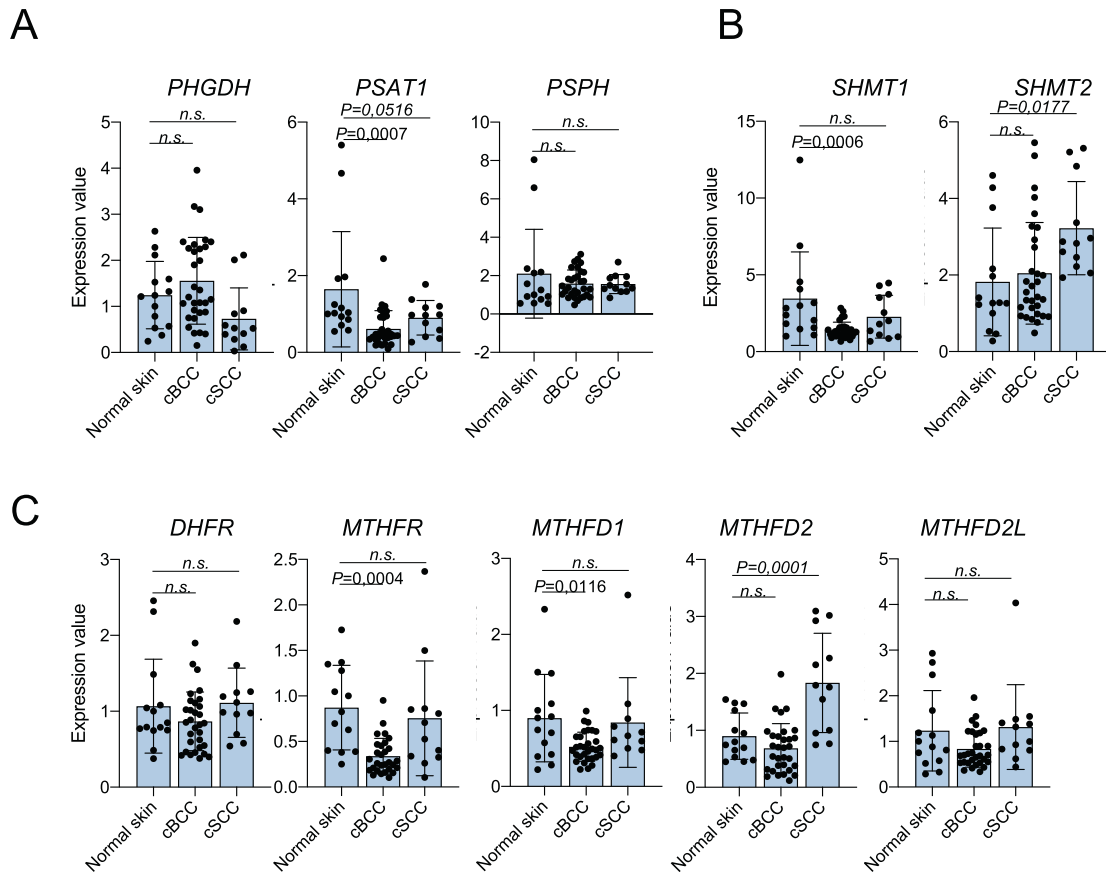 A
B
PHGDH
PSAT1
PSPH
SHMT1
SHMT2
n.s.
n.s.
P=0,0516
P=0,0007
n.s.
n.s.
n.s.
P=0,0006
P=0,0177
n.s.
Expression value
5
4
3
2
1
0
6
4
2
0
10
8
6
4
2
0
-2
Expression value
15
10
5
0
6
4
2
0
Normal skin
cBCC
cSCC
Normal skin
cBCC
cSCC
Normal skin
cBCC
cSCC
Normal skin
cBCC
cSCC
Normal skin
cBCC
cSCC
C
DHFR
MTHFR
MTHFD1
MTHFD2
MTHFD2L
n.s.
n.s.
n.s.
P=0,0004
n.s.
P=0,0116
P=0,0001
n.s.
n.s.
n.s.
Expression value
3
2
1
0
2.5
2.0
1.5
1.0
0.5
0.0
3
2
1
0
4
3
2
1
0
5
4
3
2
1
0
Normal skin
cBCC
cSCC
Normal skin
cBCC
cSCC
Normal skin
cBCC
cSCC
Normal skin
cBCC
cSCC
Normal skin
cBCC
cSCC